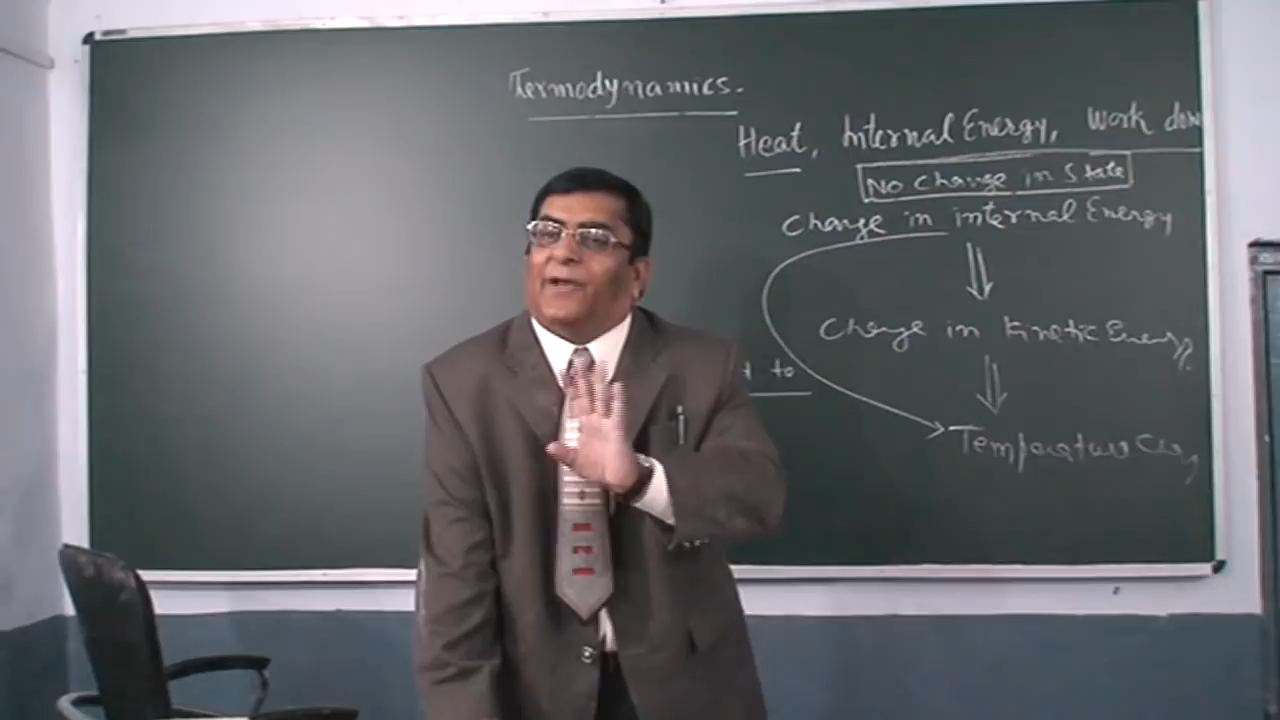 Termodynamics.
Heat, Internal Energy, Work done
No Change in State
Change in internal Energy
Change in Kinetic Energy
to
Temperature